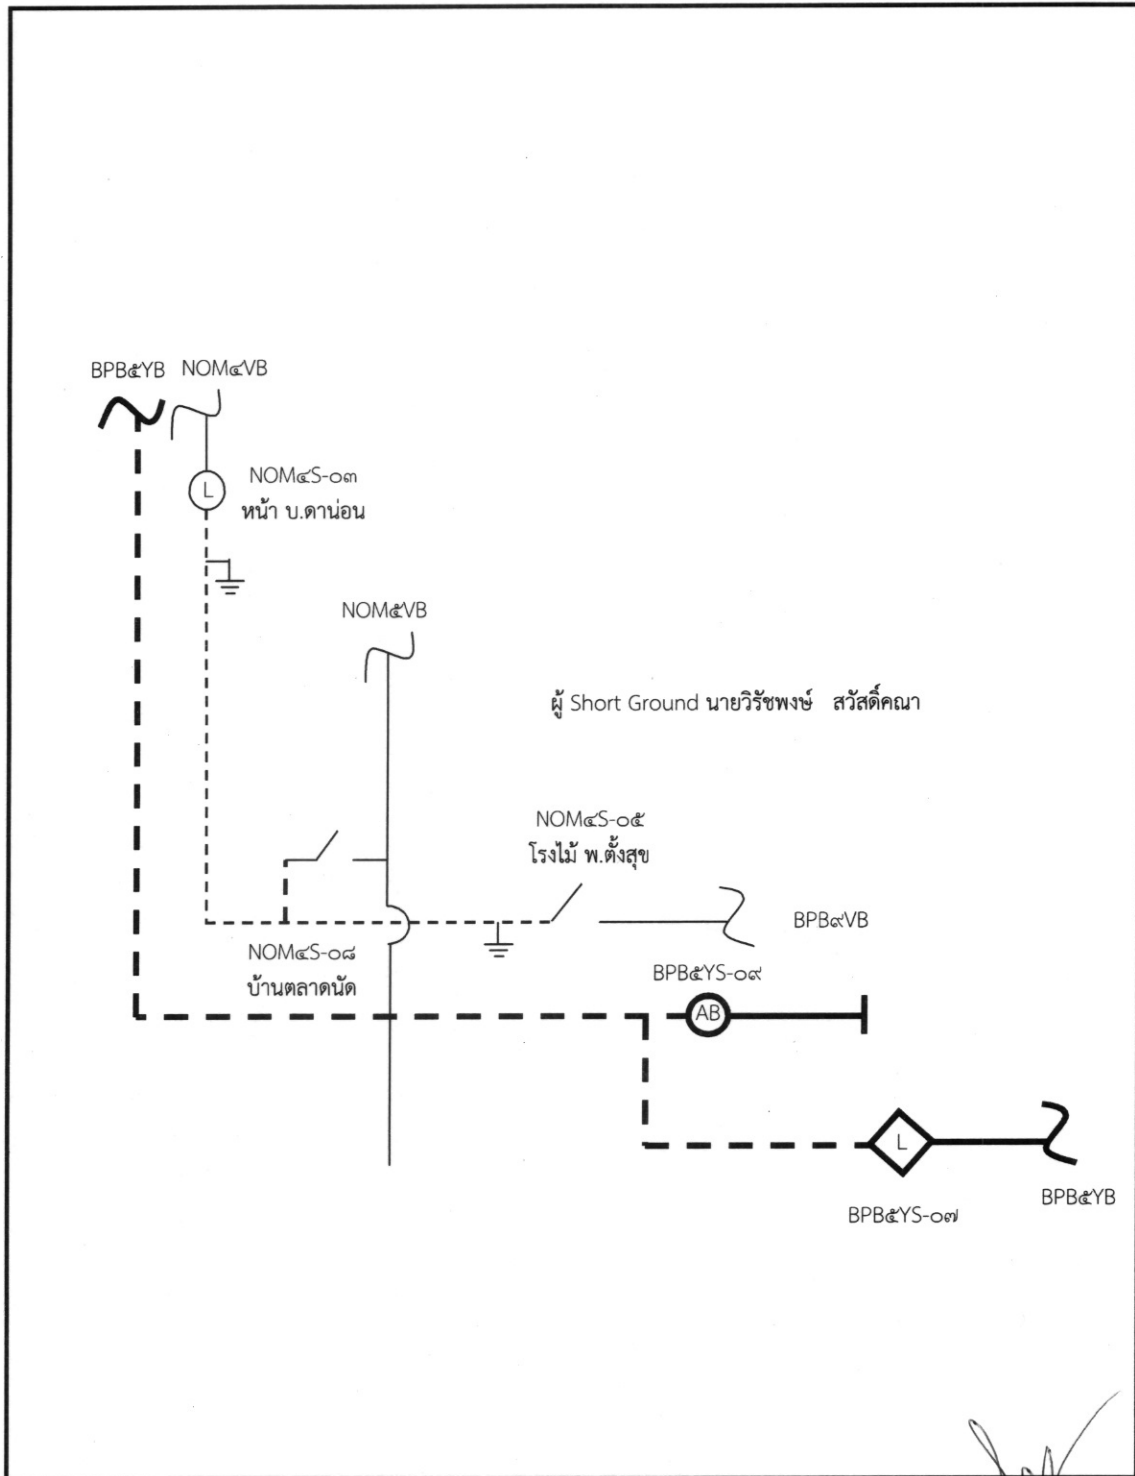 BPB๕YB NOM๔VB
NOM๔S-๐๓
L
หน้า บ.ดาน่อน
NOM๕VB
ผู้ Short Ground นายวิรัชพงษ์ สวัสดิ์คณา
NOM๔S-๐๕
โรงไม้ พ.ตั้งสุข
BPB๙VB
NOM๔S-๐๘
บ้านตลาดนัด
BPB๕YS-๐๙
AB
L
BPB๕YB
BPB๕YS-๐๗